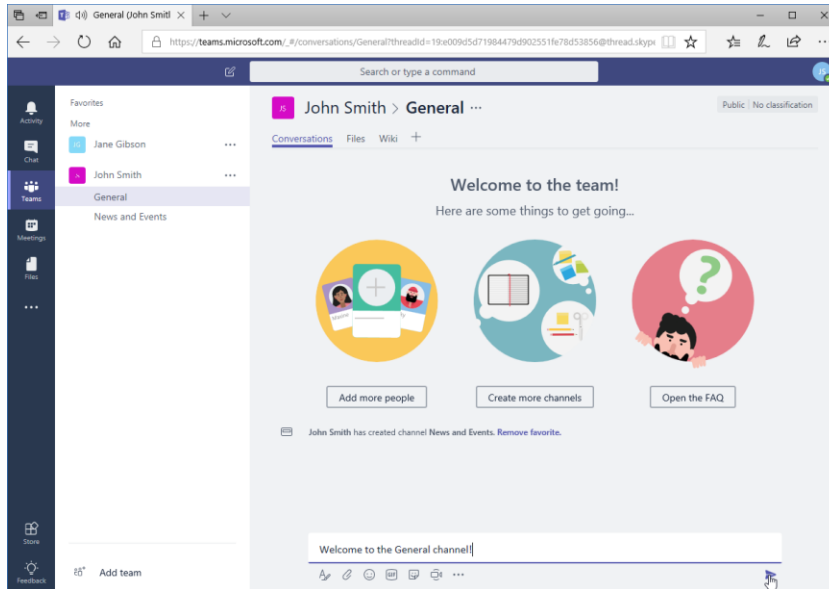 General (John Smitl
https://teams.microsoft.com/_#/conversations/General?threadId=19:e009d5d71984479d902551fe78d53856@thread.skype
Search or type a command
JS
Activity
Chat
Teams
Meetings
Files
Store
Feedback
Favorites
More
Jane Gibson
John Smith
General
News and Events
Add team
JS
John Smith > General
Public
No classification
Conversations
Files
Wiki
Welcome to the team!
Here are some things to get going...
Add more people
Create more channels
Open the FAQ
John Smith has created channel News and Events. Remove favorite.
Welcome to the General channel!
GIF